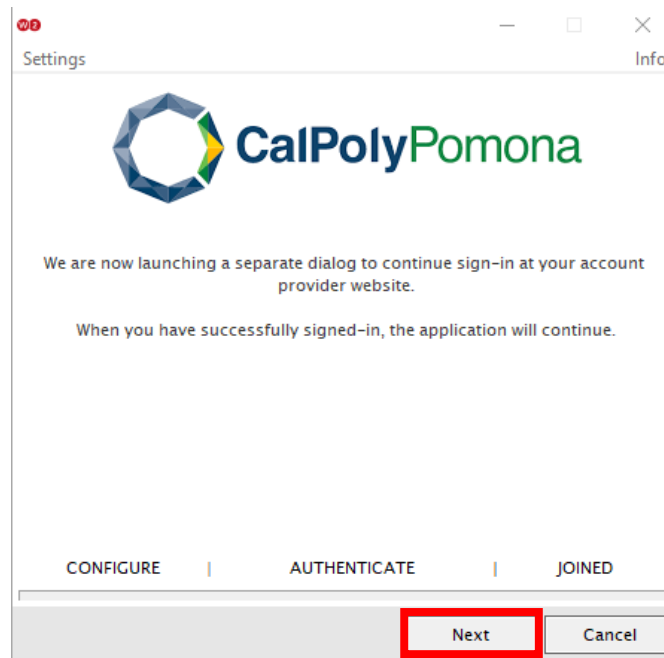 W2
Settings Info
CalPolyPomona
We are now launching a separate dialog to continue sign-in at your account
provider website.
When you have successfully signed-in, the application will continue.
CONFIGURE | AUTHENTICATE | JOINED
Next Cancel